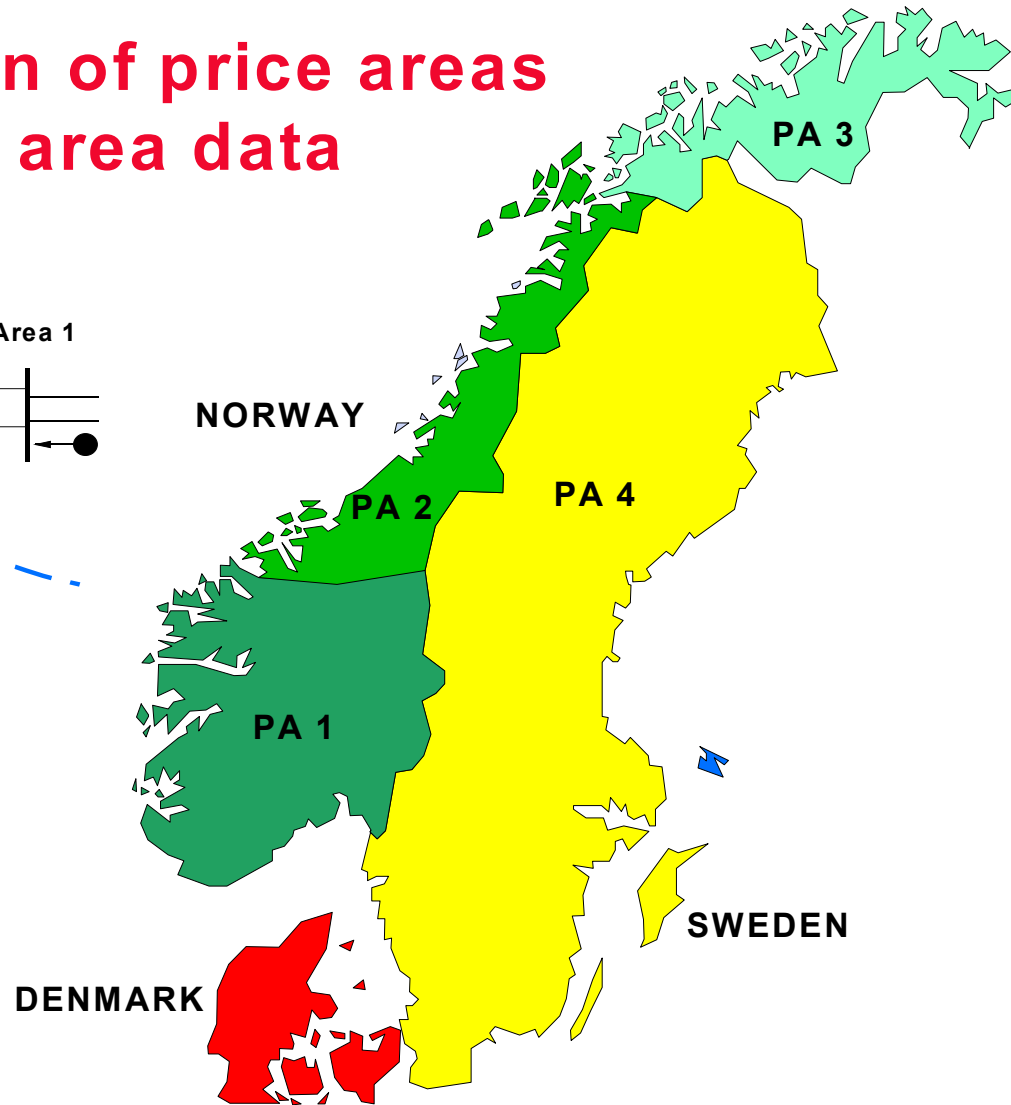 n of price areas
area data
PA 3
Area 1
NORWAY
PA 2
PA 4
PA 1
SWEDEN
DENMARK